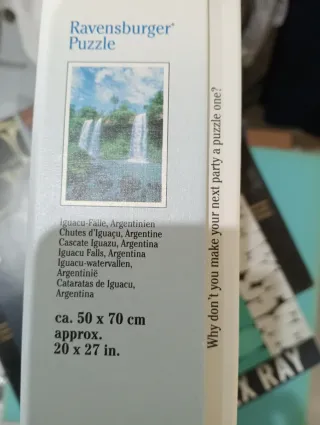 Ravensburger®
Puzzle
Iguacu-Fälle, Argentinien
Chutes d'Iguaçu, Argentine
Cascate Iguazu, Argentina
Iguacu Falls, Argentina
Iguacu-watervallen,
Argentinië
Cataratas de Iguacu,
Argentina
ca. 50 x 70 cm
approx.
20 x 27 in.
Why don't you make your next party a puzzle one?
X RAY